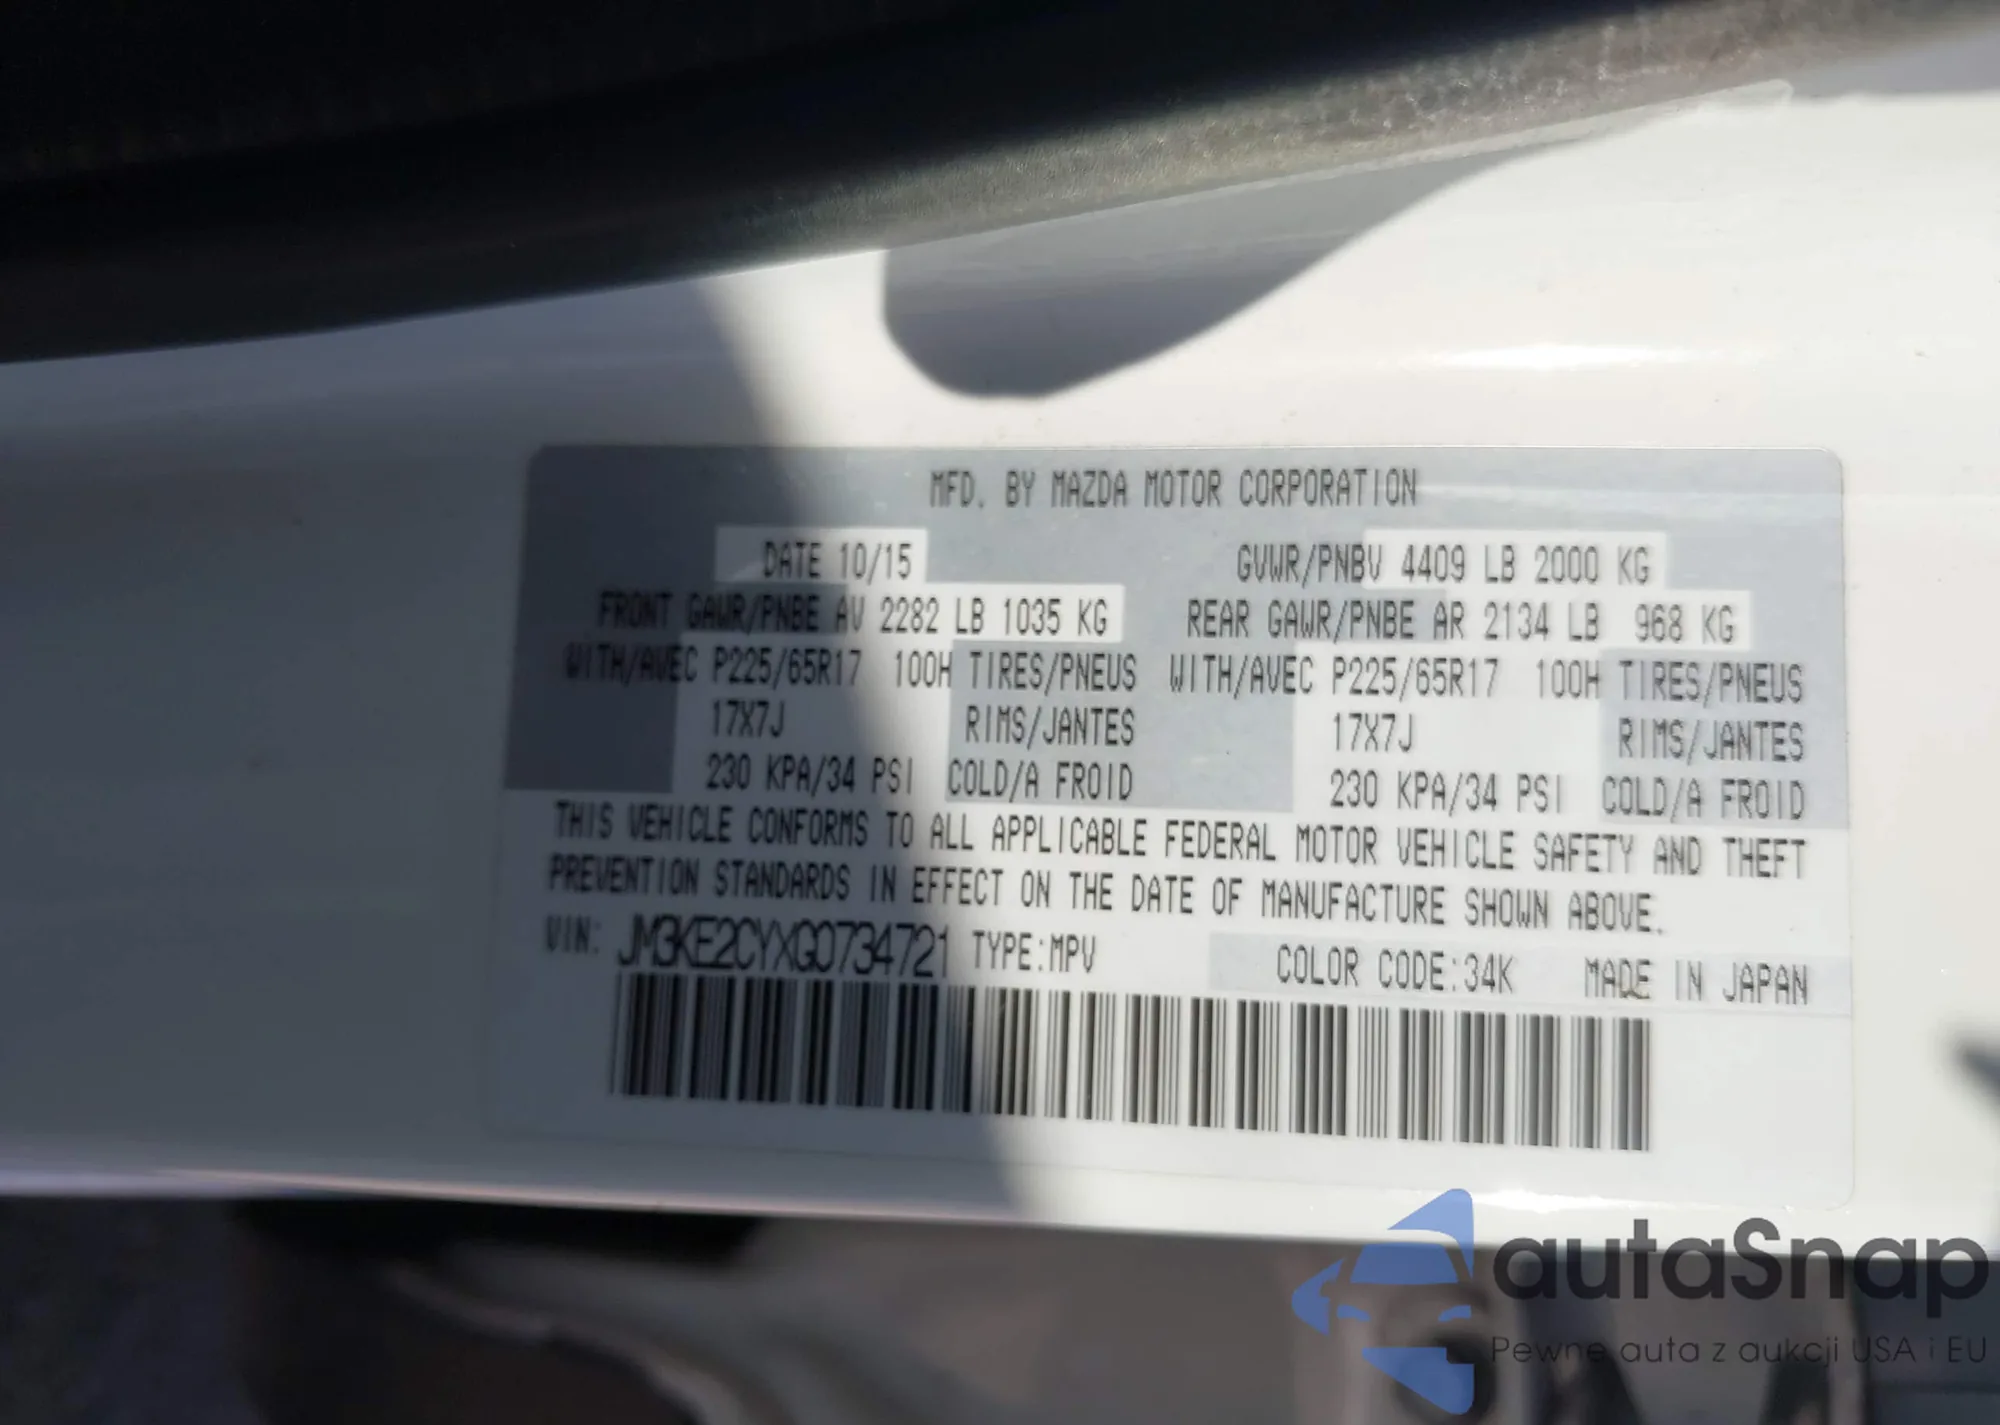 MFD. BY MAZDA MOTOR CORPORATION
DATE 10/15 GVWR/PNBV 4409 LB 2000 KG
FRONT GAWR/PNBE AV 2282 LB 1035 KG REAR GAWR/PNBE AR 2134 LB 968 KG
WITH/AVEC P225/65R17 100H TIRES/PNEUS WITH/AVEC P225/65R17 100H TIRES/PNEUS
17X7J RIMS/JANTES 17X7J RIMS/JANTES
230 KPA/34 PSI COLD/A FROID 230 KPA/34 PSI COLD/A FROID
THIS VEHICLE CONFORMS TO ALL APPLICABLE FEDERAL MOTOR VEHICLE SAFETY AND THEFT
PREVENTION STANDARDS IN EFFECT ON THE DATE OF MANUFACTURE SHOWN ABOVE.
VIN: JM3KE2CYXG0734721 TYPE:MPV COLOR CODE:34K MADE IN JAPAN
autaSnap
Pewne auta z aukcji USA i EU